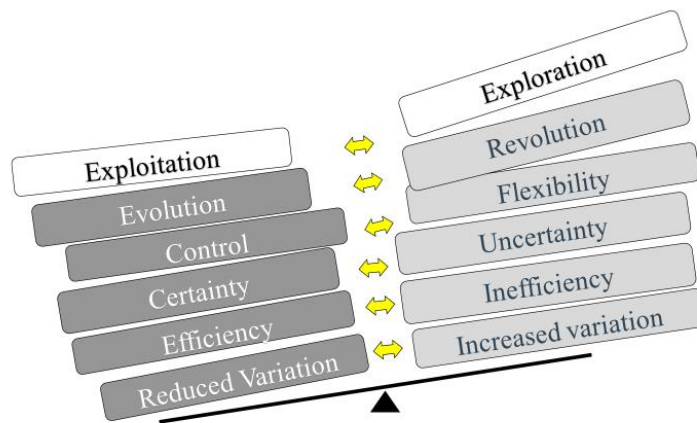 Exploitation
Evolution
Control
Certainty
Efficiency
Reduced Variation
Exploration
Revolution
Flexibility
Uncertainty
Inefficiency
Increased variation